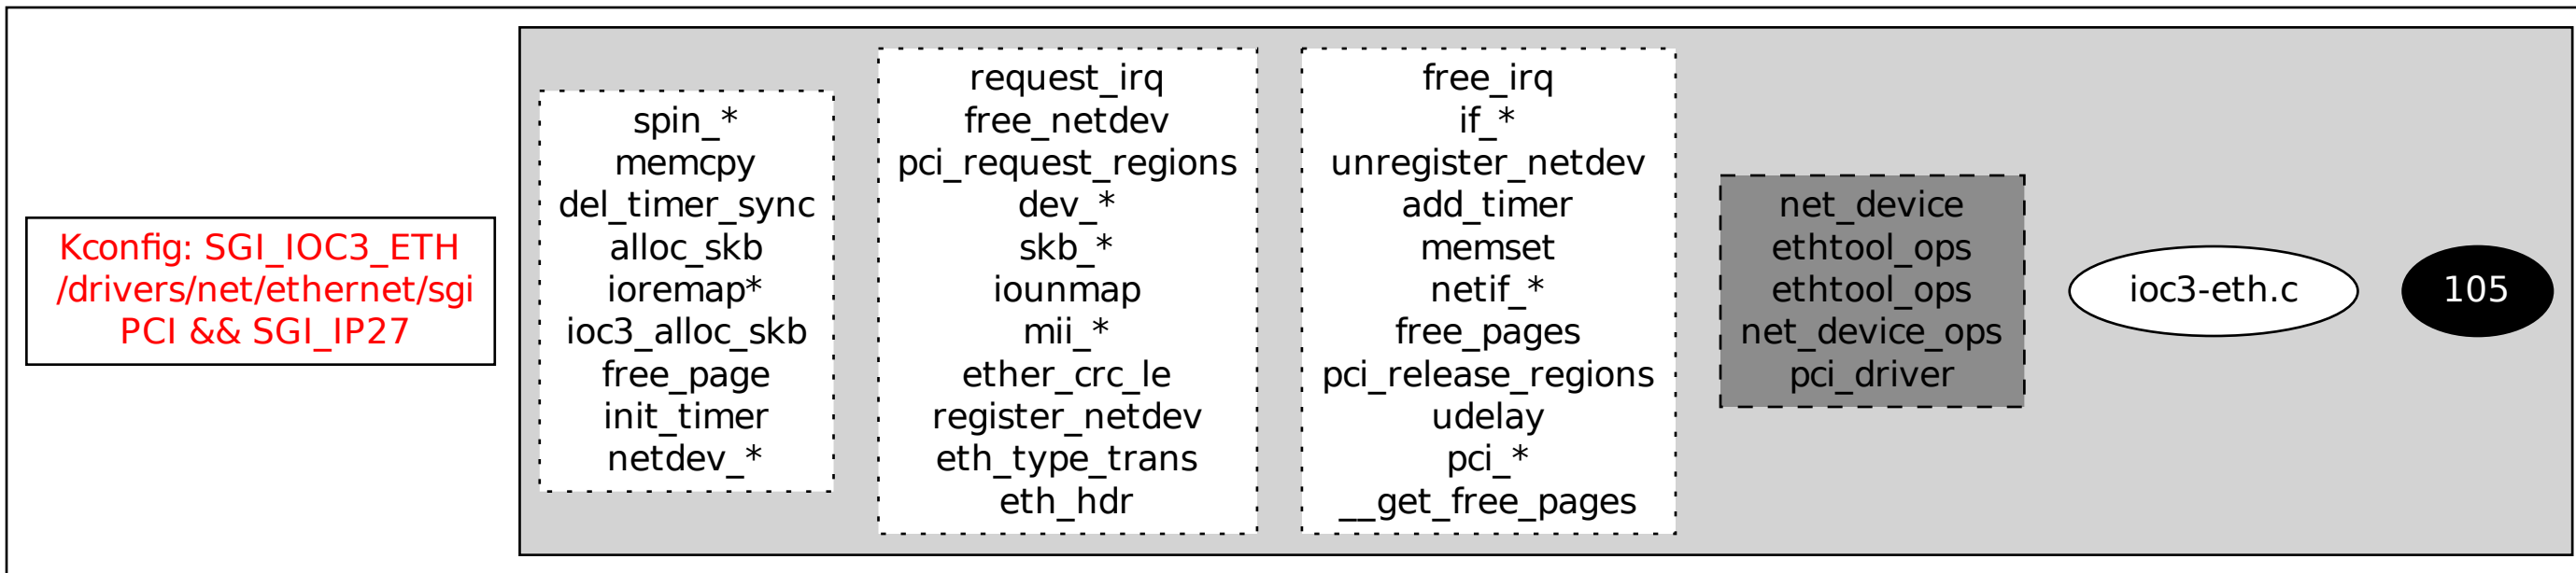 Kconfig: SGI_IOC3_ETH
/drivers/net/ethernet/sgi
PCI && SGI_IP27
spin_*
memcpy
del_timer_sync
alloc_skb
ioremap*
ioc3_alloc_skb
free_page
init_timer
netdev_*
request_irq
free_netdev
pci_request_regions
dev_*
skb_*
iounmap
mii_*
ether_crc_le
register_netdev
eth_type_trans
eth_hdr
free_irq
if_*
unregister_netdev
add_timer
memset
netif_*
free_pages
pci_release_regions
udelay
pci_*
__get_free_pages
net_device
ethtool_ops
ethtool_ops
net_device_ops
pci_driver
ioc3-eth.c
105